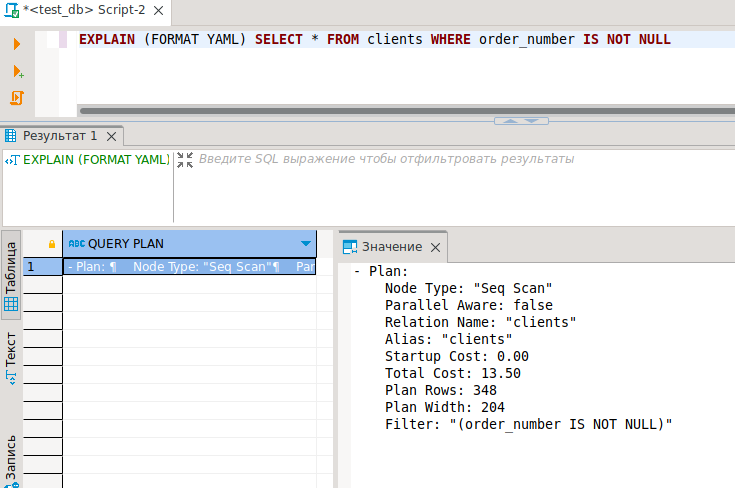 *<test_db> Script-2
EXPLAIN (FORMAT YAML) SELECT * FROM clients WHERE order_number IS NOT NULL
Результат 1
EXPLAIN (FORMAT YAML)
Введите SQL выражение чтобы отфильтровать результаты
Таблица
Текст
Запись
ABC QUERY PLAN
1
- Plan: ¶ Node Type: "Seq Scan"¶ Par
Значение
- Plan:
Node Type: "Seq Scan"
Parallel Aware: false
Relation Name: "clients"
Alias: "clients"
Startup Cost: 0.00
Total Cost: 13.50
Plan Rows: 348
Plan Width: 204
Filter: "(order_number IS NOT NULL)"